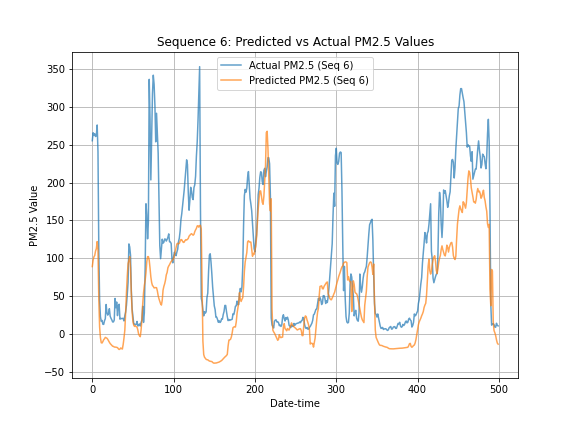 Sequence 6: Predicted vs Actual PM2.5 Values
Actual PM2.5 (Seq 6)
Predicted PM2.5 (Seq 6)
PM2.5 Value
350
300
250
200
150
100
50
0
−50
0 100 200 300 400 500
Date-time